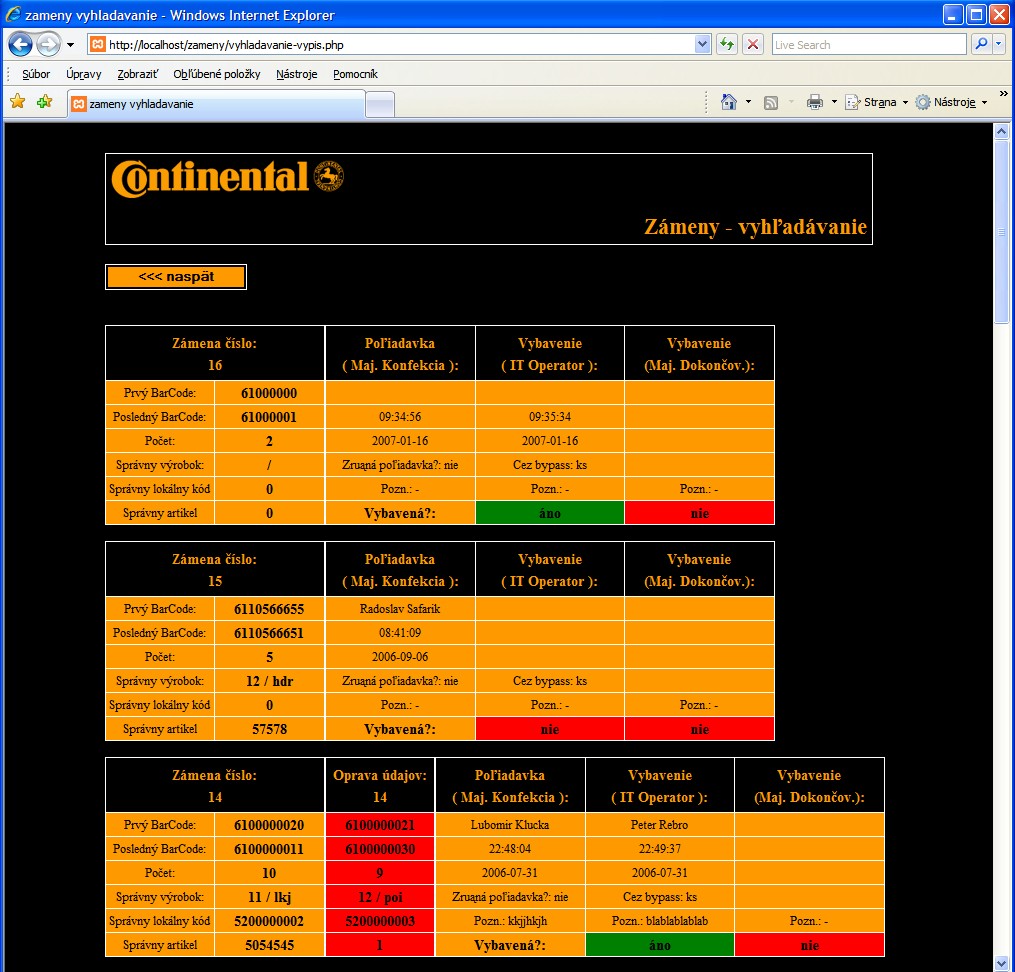 zameny vyhladavanie - Windows Internet Explorer
http://localhost/zameny/vyhladavanie-vypis.php
Live Search
Súbor Úpravy Zobraziť Obľúbené položky Nástroje Pomocník
zameny vyhladavanie
Strana Nástroje »
Continental
Zámeny - vyhľadávanie
<<< naspät
Zámena číslo: Poľiadavka Vybavenie Vybavenie
16 ( Maj. Konfekcia ): ( IT Operator ): (Maj. Dokončov.):
Prvý BarCode: 61000000
Posledný BarCode: 61000001 09:34:56 09:35:34
Počet: 2 2007-01-16 2007-01-16
Správny výrobok: / Zruąná poľiadavka?: nie Cez bypass: ks
Správny lokálny kód 0 Pozn.: - Pozn.: - Pozn.: -
Správny artikel 0 Vybavená?: áno nie
Zámena číslo: Poľiadavka Vybavenie Vybavenie
15 ( Maj. Konfekcia ): ( IT Operator ): (Maj. Dokončov.):
Prvý BarCode: 6110566655 Radoslav Safarik
Posledný BarCode: 6110566651 08:41:09
Počet: 5 2006-09-06
Správny výrobok: 12 / hdr Zruąná poľiadavka?: nie Cez bypass: ks
Správny lokálny kód 0 Pozn.: - Pozn.: - Pozn.: -
Správny artikel 57578 Vybavená?: nie nie
Zámena číslo: Oprava údajov: Poľiadavka Vybavenie Vybavenie
14 14 ( Maj. Konfekcia ): ( IT Operator ): (Maj. Dokončov.):
Prvý BarCode: 6100000020 6100000021 Lubomir Klucka Peter Rebro
Posledný BarCode: 6100000011 6100000030 22:48:04 22:49:37
Počet: 10 9 2006-07-31 2006-07-31
Správny výrobok: 11 / lkj 12 / poi Zruąná poľiadavka?: nie Cez bypass: ks
Správny lokálny kód 5200000002 5200000003 Pozn.: kkjjhkjh Pozn.: blablablablab Pozn.: -
Správny artikel 5054545 1 Vybavená?: áno nie